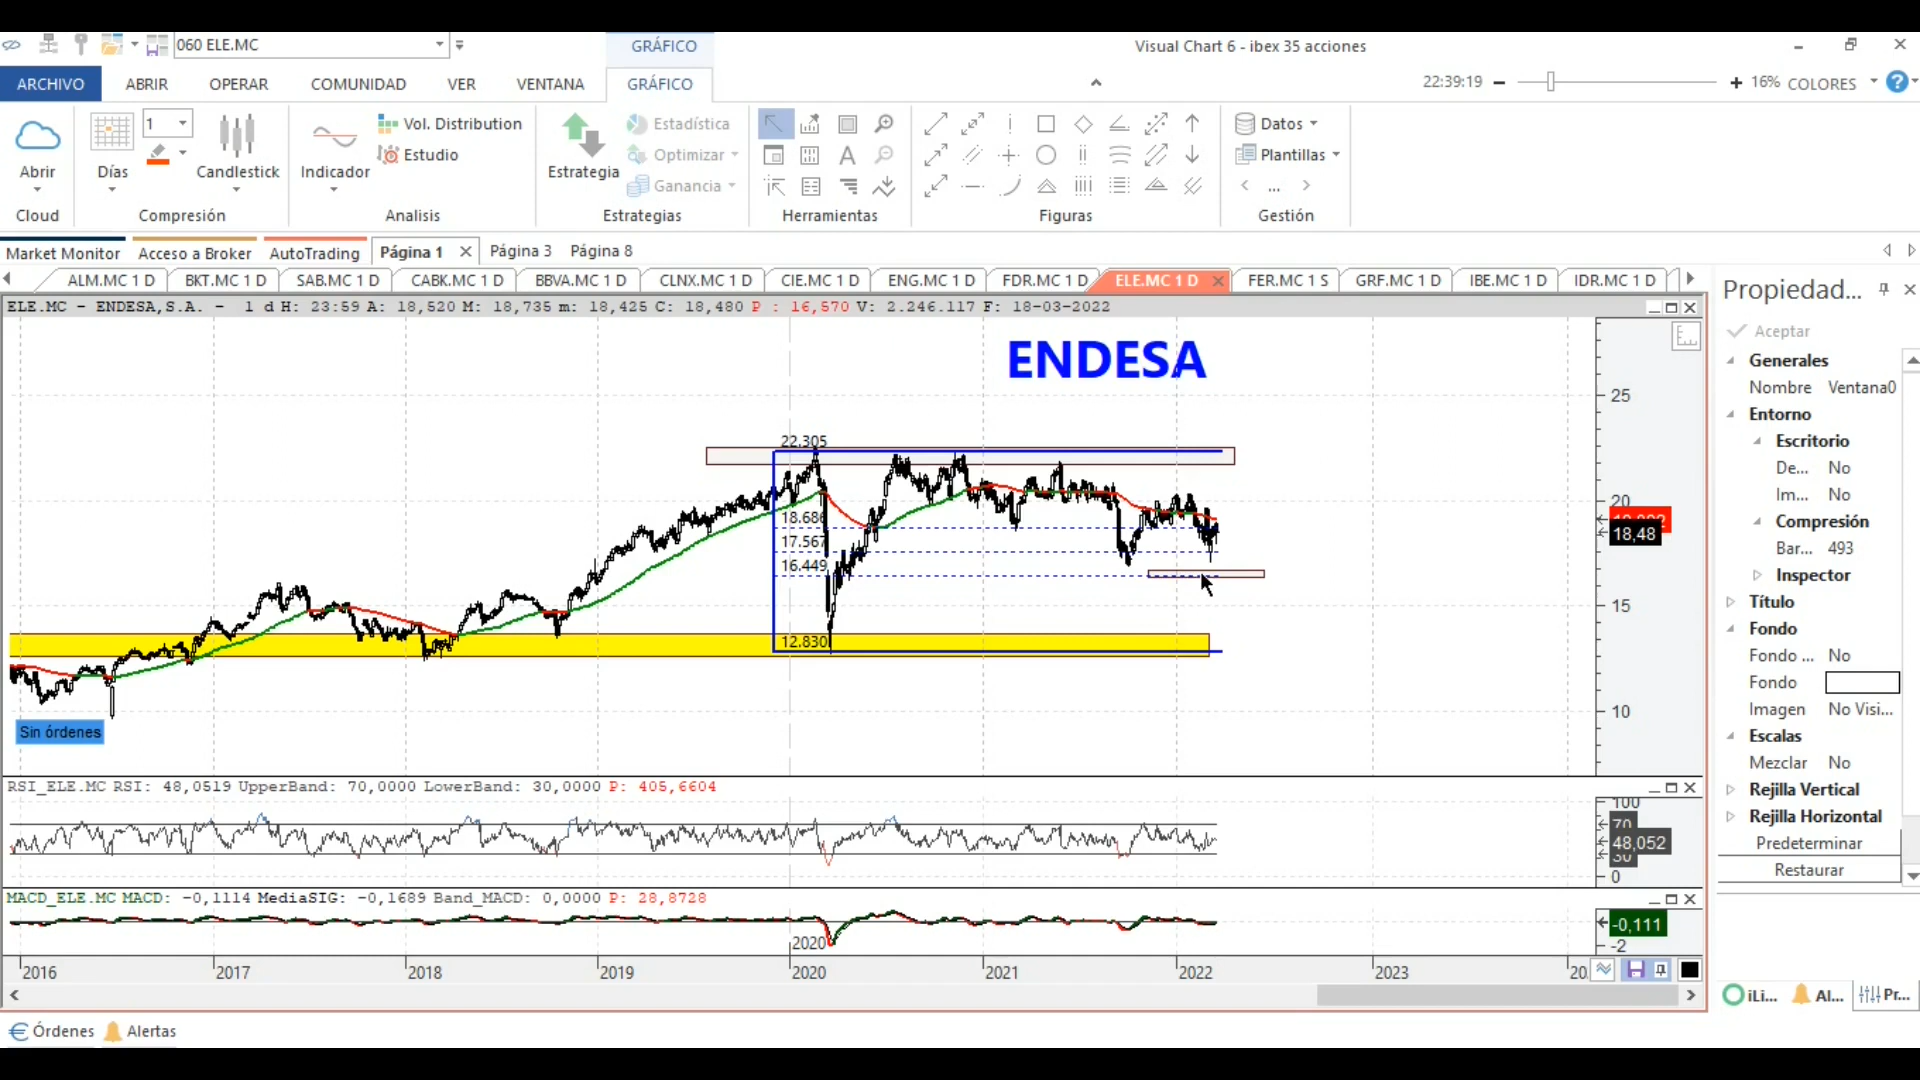 060 ELE.MC
GRÁFICO
Visual Chart 6 - ibex 35 acciones
ARCHIVO ABRIR OPERAR COMUNIDAD VER VENTANA GRÁFICO
22:39:19 16% COLORES
Abrir
Cloud
Días
1
Candlestick
Compresión
Indicador
Vol. Distribution
Estudio
Analisis
Estrategia
Estadística
Optimizar
Ganancia
Estrategias
Herramientas
Figuras
Datos
Plantillas
...
Gestión
Market Monitor Acceso a Broker AutoTrading Página 1 Página 3 Página 8
ALM.MC 1 D BKT.MC 1 D SAB.MC 1 D CABK.MC 1 D BBVA.MC 1 D CLNX.MC 1 D CIE.MC 1 D ENG.MC 1 D FDR.MC 1 D ELE.MC 1 D FER.MC 1 S GRF.MC 1 D IBE.MC 1 D IDR.MC 1 D
ELE.MC - ENDESA,S.A. - 1 d H: 23:59 A: 18,520 M: 18,735 m: 18,425 C: 18,480 P : 16,570 V: 2.246.117 F: 18-03-2022
ENDESA
22.305
18.686
17.567
16.449
12.830
25
20
18,48
15
10
Sin órdenes
RSI_ELE.MC RSI: 48,0519 UpperBand: 70,0000 LowerBand: 30,0000 P: 405,6604
100
70
48,052
30
0
MACD_ELE.MC MACD: -0,1114 MediaSIG: -0,1689 Band_MACD: 0,0000 P: 28,8728
-0,111
-2
2020
2016 2017 2018 2019 2020 2021 2022 2023 20
Propiedad...
Aceptar
Generales
Nombre Ventana0
Entorno
Escritorio
De... No
Im... No
Compresión
Bar... 493
Inspector
Título
Fondo
Fondo ... No
Fondo
Imagen No Visi...
Escalas
Mezclar No
Rejilla Vertical
Rejilla Horizontal
Predeterminar
Restaurar
iLi... Al... Pr...
Órdenes Alertas